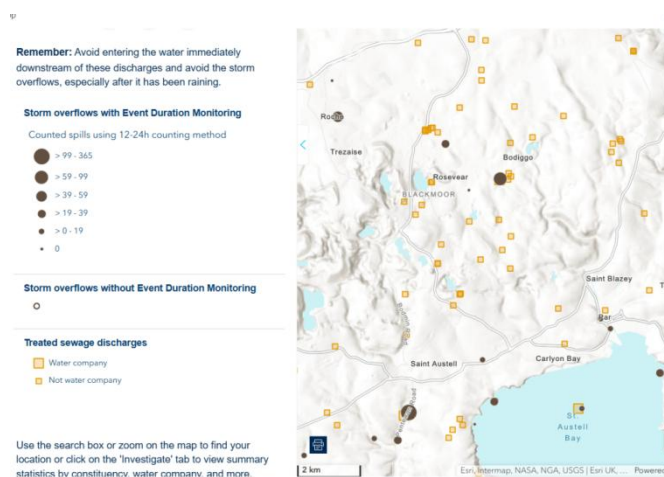 Remember: Avoid entering the water immediately
downstream of these discharges and avoid the storm
overflows, especially after it has been raining.
Storm overflows with Event Duration Monitoring
Counted spills using 12-24h counting method
> 99 - 365
> 59 - 99
> 39 - 59
> 19 - 39
> 0 - 19
0
Storm overflows without Event Duration Monitoring
Treated sewage discharges
Water company
Not water company
Use the search box or zoom on the map to find your
location or click on the 'Investigate' tab to view summary
statistics by constituency, water company, and more.
Trezaise
Bodiggo
Rosevear
BLACKMOOR
Saint Blazey
Par
Saint Austell
Carlyon Bay
St.
Austell
Bay
2 km
Esri, Intermap, NASA, NGA, USGS | Esri UK, ... Powered